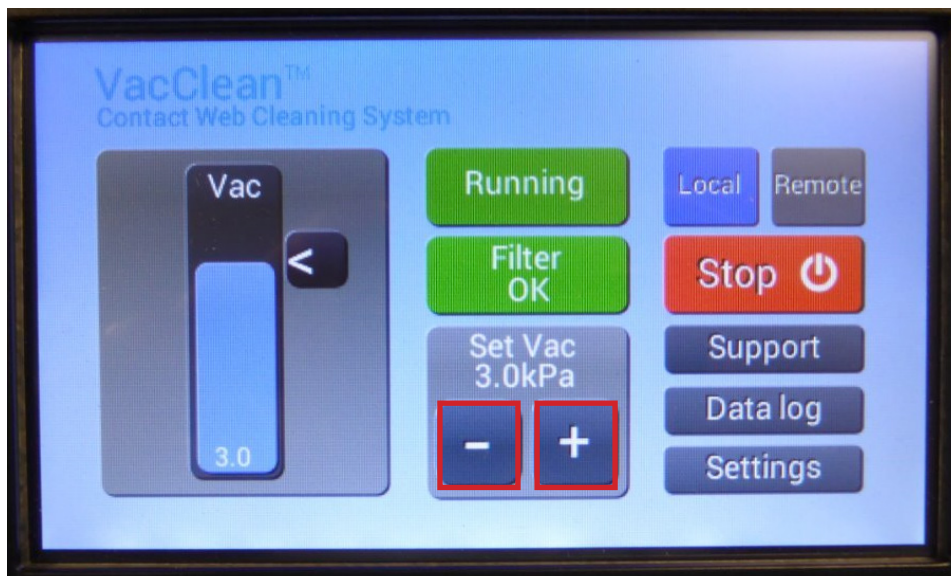 VacClean™
Contact Web Cleaning System
Vac
<
3.0
Running
Filter
OK
Set Vac
3.0kPa
- +
Local
Remote
Stop
Support
Data log
Settings